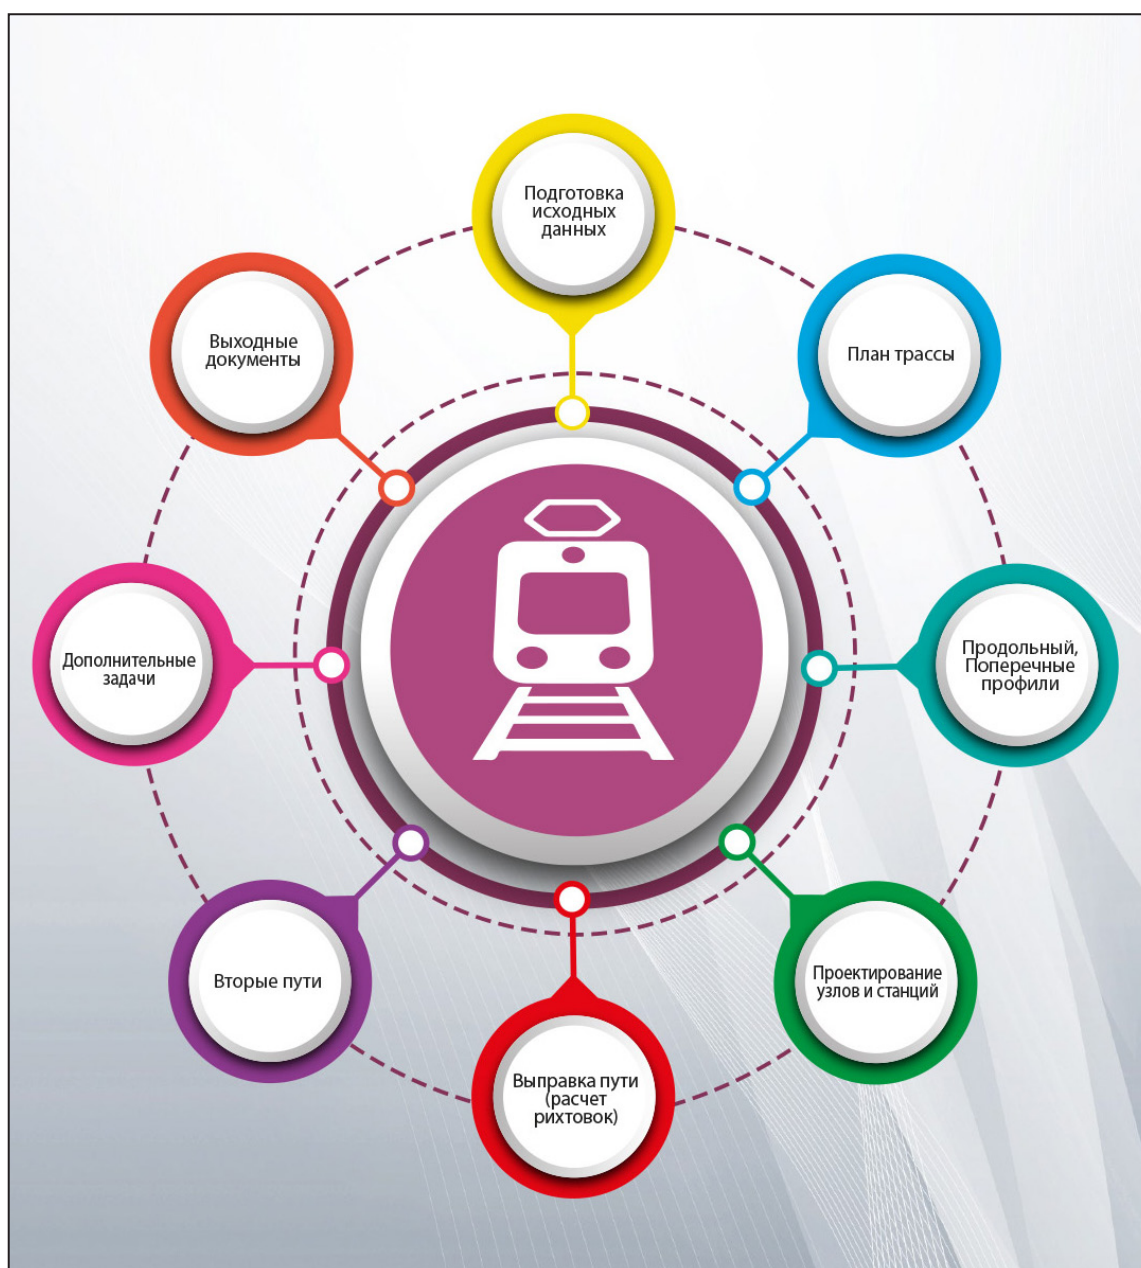 Подготовка
исходных
данных
План трассы
Продольный,
Поперечные
профили
Проектирование
узлов и станций
Выправка пути
(расчет
рихтовок)
Вторые пути
Дополнительные
задачи
Выходные
документы